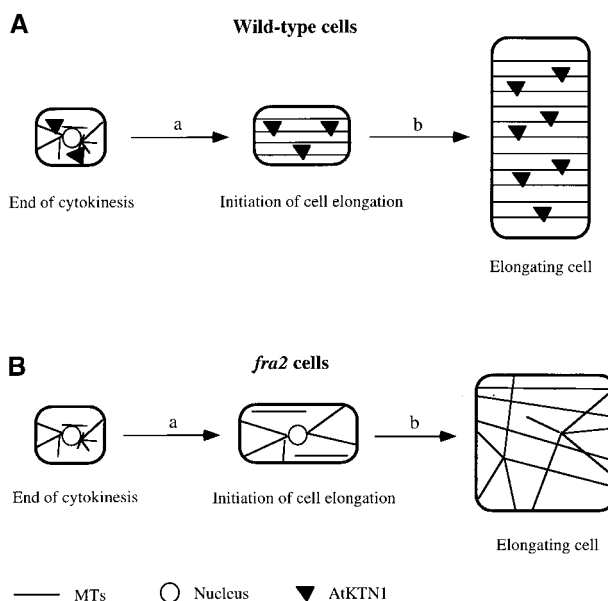 A
Wild-type cells
a
b
End of cytokinesis
Initiation of cell elongation
Elongating cell
B
fra2 cells
a
b
End of cytokinesis
Initiation of cell elongation
Elongating cell
MTs
Nucleus
AtKTN1